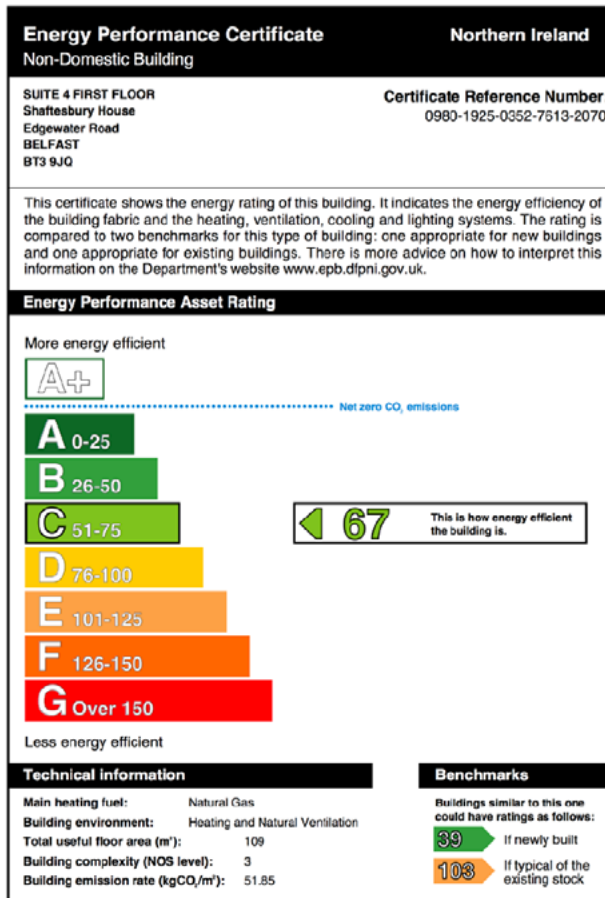 Energy Performance Certificate
Northern Ireland
Non-Domestic Building
SUITE 4 FIRST FLOOR
Shaftesbury House
Edgewater Road
BELFAST
BT3 9JQ
Certificate Reference Number:
0980-1925-0352-7613-2070
This certificate shows the energy rating of this building. It indicates the energy efficiency of
the building fabric and the heating, ventilation, cooling and lighting systems. The rating is
compared to two benchmarks for this type of building: one appropriate for new buildings
and one appropriate for existing buildings. There is more advice on how to interpret this
information on the Department's website www.epb.dfpni.gov.uk.
Energy Performance Asset Rating
More energy efficient
A+
Net zero CO₂ emissions
A 0-25
B 26-50
C 51-75
67 This is how energy efficient
the building is.
D 76-100
E 101-125
F 126-150
G Over 150
Less energy efficient
Technical information
Main heating fuel: Natural Gas
Building environment: Heating and Natural Ventilation
Total useful floor area (m²): 109
Building complexity (NOS level): 3
Building emission rate (kgCO₂/m²): 51.85
Benchmarks
Buildings similar to this one
could have ratings as follows:
39 If newly built
103 If typical of the
existing stock